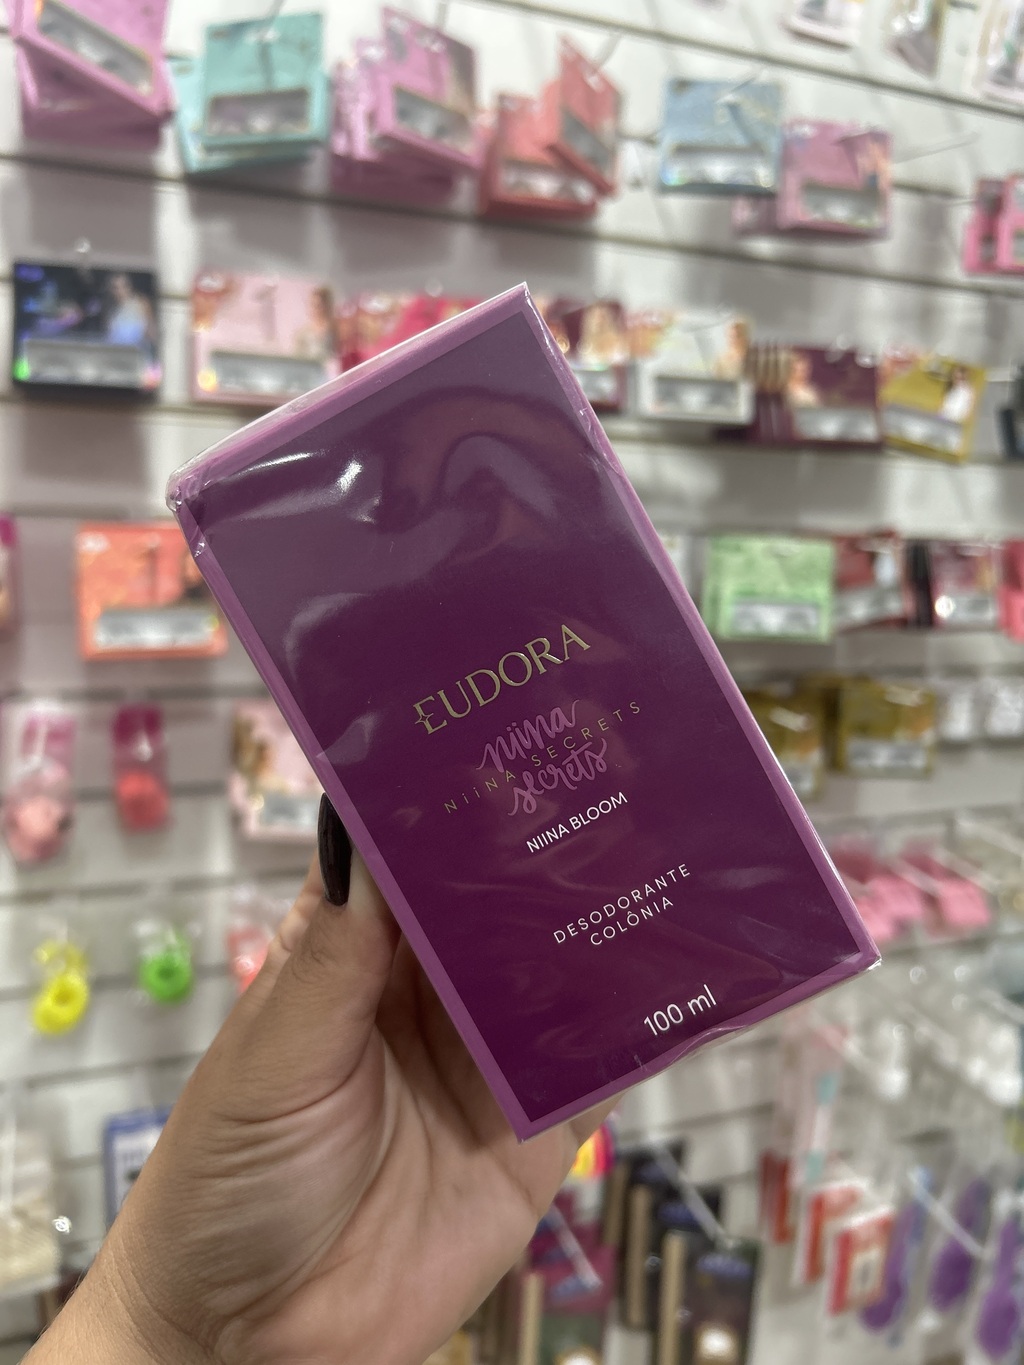 EUDORA
niina
NiiNA SECRETS
secrets
NIINA BLOOM
DESODORANTE
COLÔNIA
100 ml